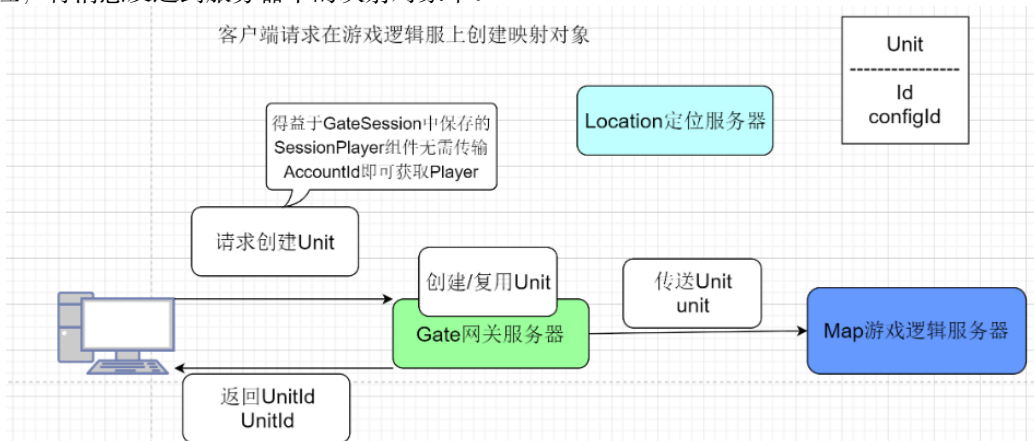 客户端请求在游戏逻辑服上创建映射对象
Unit
Id
configId
Location定位服务器
得益于GateSession中保存的
SessionPlayer组件无需传输
AccountId即可获取Player
请求创建Unit
创建/复用Unit
传送Unit
unit
Gate网关服务器
Map游戏逻辑服务器
返回UnitId
UnitId